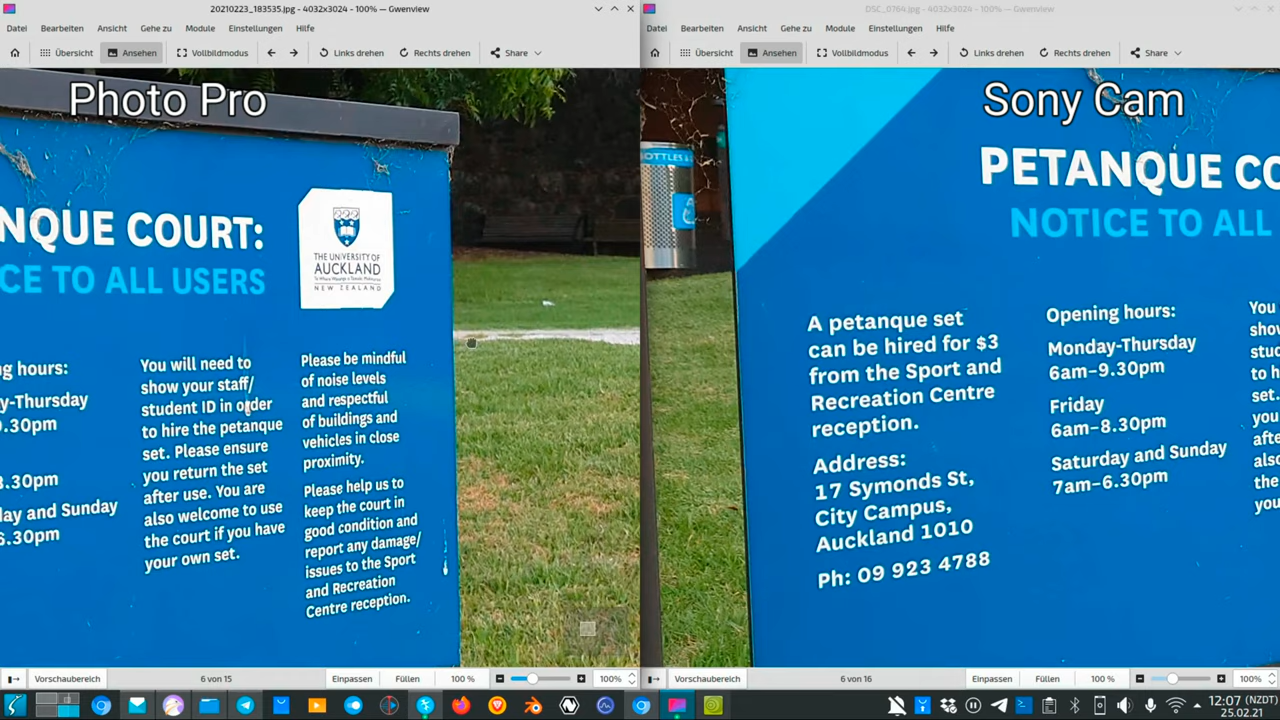 20210223_183535.jpg - 4032x3024 - 100% — Gwenview
Datei Bearbeiten Ansicht Gehe zu Module Einstellungen Hilfe
Übersicht Ansehen Vollbildmodus Links drehen Rechts drehen Share
Photo Pro
NQUE COURT:
CE TO ALL USERS
THE UNIVERSITY OF
AUCKLAND
NEW ZEALAND
ng hours:
y-Thursday
0.30pm
8.30pm
lay and Sunday
6.30pm
You will need to
show your staff/
student ID in order
to hire the petanque
set. Please ensure
you return the set
after use. You are
also welcome to use
the court if you have
your own set.
Please be mindful
of noise levels
and respectful
of buildings and
vehicles in close
proximity.
Please help us to
keep the court in
good condition and
report any damage/
issues to the Sport
and Recreation
Centre reception.
Vorschaubereich 6 von 15 Einpassen Füllen 100 % 100%
DSC_0764.jpg - 4032x3024 - 100% — Gwenview
Datei Bearbeiten Ansicht Gehe zu Module Einstellungen Hilfe
Übersicht Ansehen Vollbildmodus Links drehen Rechts drehen Share
Sony Cam
BOTTLES &
PETANQUE CO
NOTICE TO ALL
A petanque set
can be hired for $3
from the Sport and
Recreation Centre
reception.
Address:
17 Symonds St,
City Campus,
Auckland 1010
Ph: 09 923 4788
Opening hours:
Monday-Thursday
6am–9.30pm
Friday
6am–8.30pm
Saturday and Sunday
7am–6.30pm
You
show
stud
to h
set.
you
afte
also
the
you
Vorschaubereich 6 von 16 Einpassen Füllen 100 % 100%
12:07 (NZDT)
25.02.21